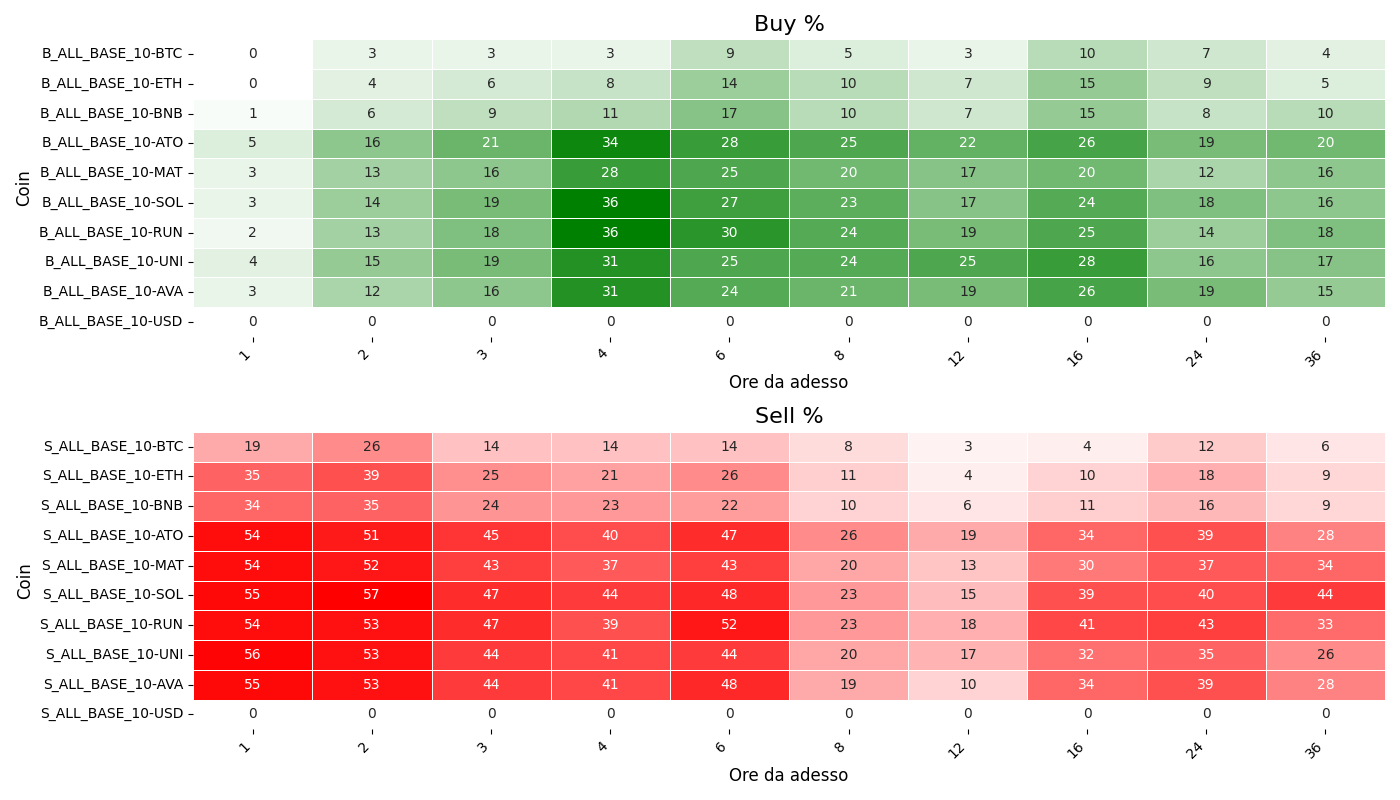 Buy %
Coin
B_ALL_BASE_10-BTC 0 3 3 3 9 5 3 10 7 4
B_ALL_BASE_10-ETH 0 4 6 8 14 10 7 15 9 5
B_ALL_BASE_10-BNB 1 6 9 11 17 10 7 15 8 10
B_ALL_BASE_10-ATO 5 16 21 34 28 25 22 26 19 20
B_ALL_BASE_10-MAT 3 13 16 28 25 20 17 20 12 16
B_ALL_BASE_10-SOL 3 14 19 36 27 23 17 24 18 16
B_ALL_BASE_10-RUN 2 13 18 36 30 24 19 25 14 18
B_ALL_BASE_10-UNI 4 15 19 31 25 24 25 28 16 17
B_ALL_BASE_10-AVA 3 12 16 31 24 21 19 26 19 15
B_ALL_BASE_10-USD 0 0 0 0 0 0 0 0 0 0
1 2 3 4 6 8 12 16 24 36
Ore da adesso
Sell %
Coin
S_ALL_BASE_10-BTC 19 26 14 14 14 8 3 4 12 6
S_ALL_BASE_10-ETH 35 39 25 21 26 11 4 10 18 9
S_ALL_BASE_10-BNB 34 35 24 23 22 10 6 11 16 9
S_ALL_BASE_10-ATO 54 51 45 40 47 26 19 34 39 28
S_ALL_BASE_10-MAT 54 52 43 37 43 20 13 30 37 34
S_ALL_BASE_10-SOL 55 57 47 44 48 23 15 39 40 44
S_ALL_BASE_10-RUN 54 53 47 39 52 23 18 41 43 33
S_ALL_BASE_10-UNI 56 53 44 41 44 20 17 32 35 26
S_ALL_BASE_10-AVA 55 53 44 41 48 19 10 34 39 28
S_ALL_BASE_10-USD 0 0 0 0 0 0 0 0 0 0
1 2 3 4 6 8 12 16 24 36
Ore da adesso